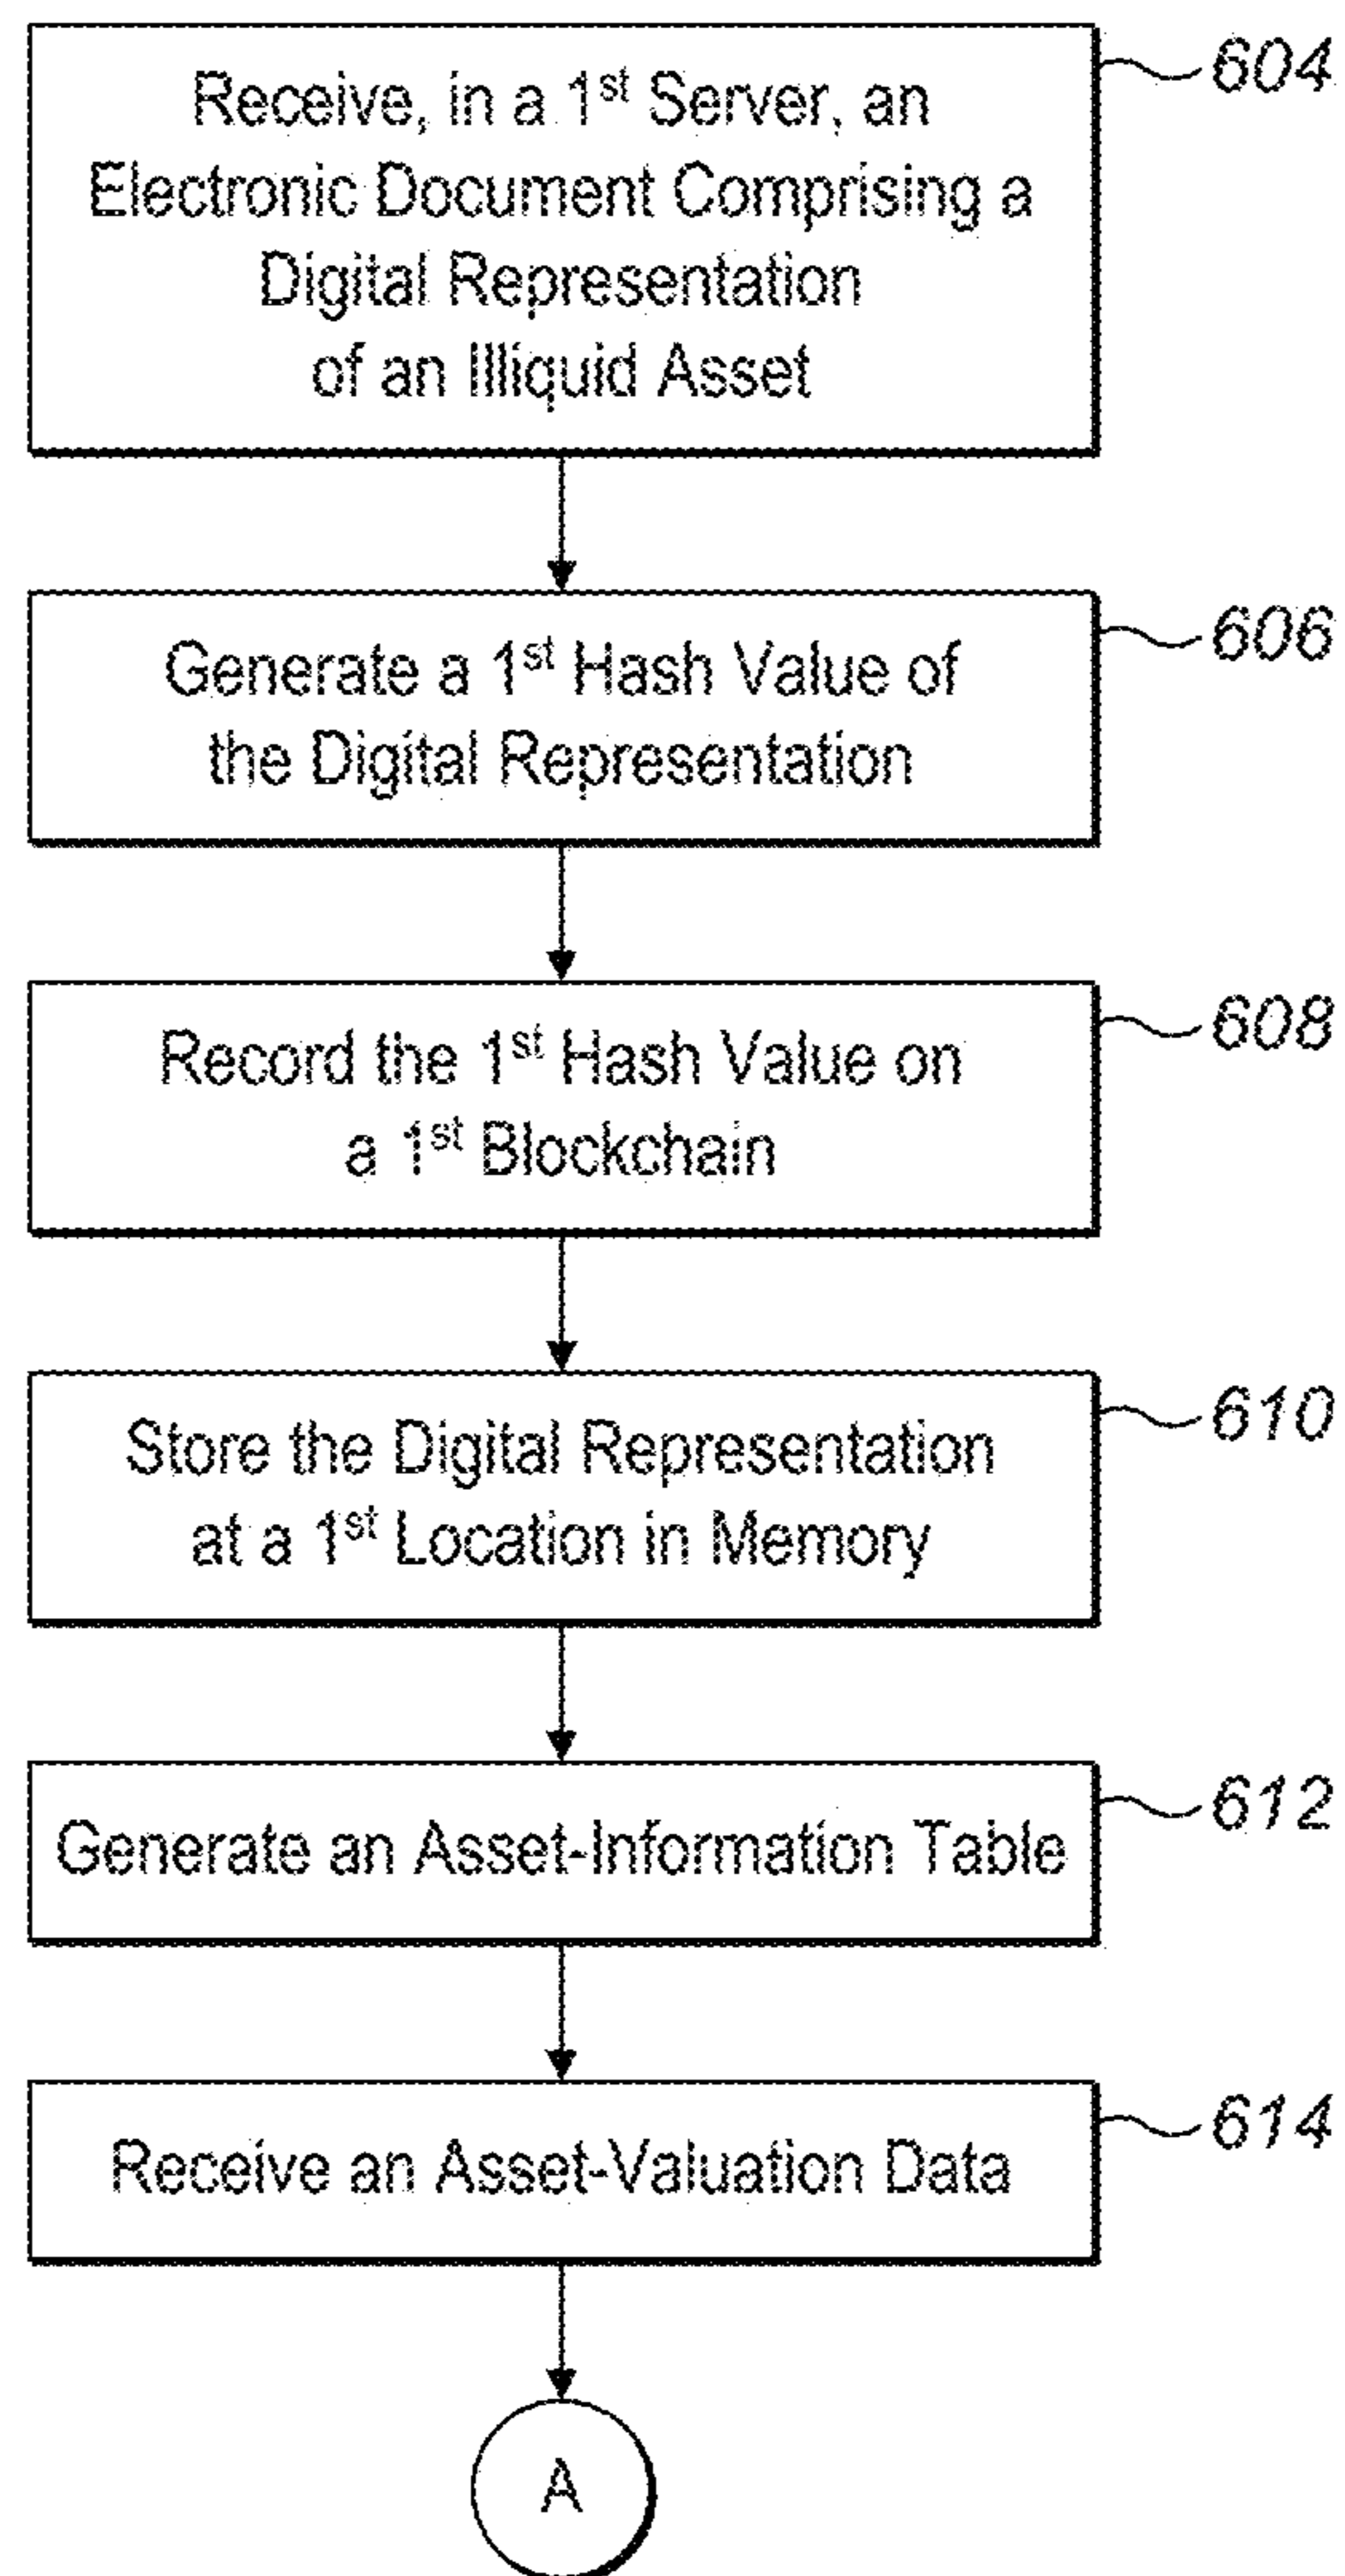 Receive, in a 1st Server, an
Electronic Document Comprising a
Digital Representation
of an Illiquid Asset
604
Generate a 1st Hash Value of
the Digital Representation
606
Record the 1st Hash Value on
a 1st Blockchain
608
Store the Digital Representation
at a 1st Location in Memory
610
Generate an Asset-Information Table
612
Receive an Asset-Valuation Data
614
A